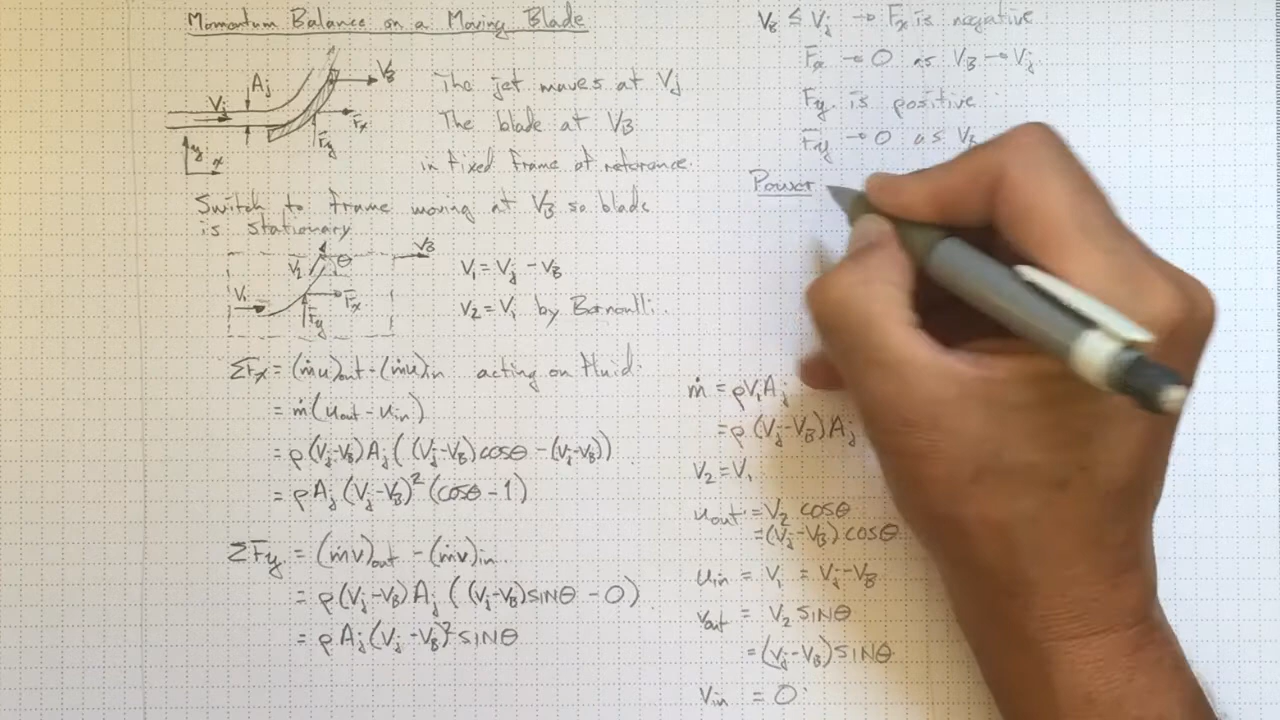 Momentum Balance on a Moving Blade
Aj
VB
Vj
Fx
Fy
y
x
The jet moves at Vj
The blade at VB
in fixed frame of reference.
Switch to frame moving at VB so blade
is stationary
VB
V2
θ
V1
Fx
Fy
V1 = Vj - VB
V2 = V1 by Bernoulli.
ΣFx = (ṁu)out - (ṁu)in acting on fluid.
= ṁ(uout - uin)
= ρ(Vj-VB)Aj((Vj-VB)cosθ - (Vj-VB))
= ρAj(Vj-VB)²(cosθ-1)
ΣFy = (ṁv)out - (ṁv)in
= ρ(Vj-VB)Aj((Vj-VB)SINθ - 0)
= ρAj(Vj-VB)²SINθ
VB ≤ Vj → Fx is negative
Fx → 0 as VB → Vj
Fy is positive
Fy → 0 as
Power
ṁ = ρV1Aj
= ρ(Vj-VB)Aj
V2 = V1
uout = V2 cosθ
= (Vj-VB)cosθ
uin = V1 = Vj-VB
vout = V2 SINθ
= (Vj-VB)SINθ
Vin = 0